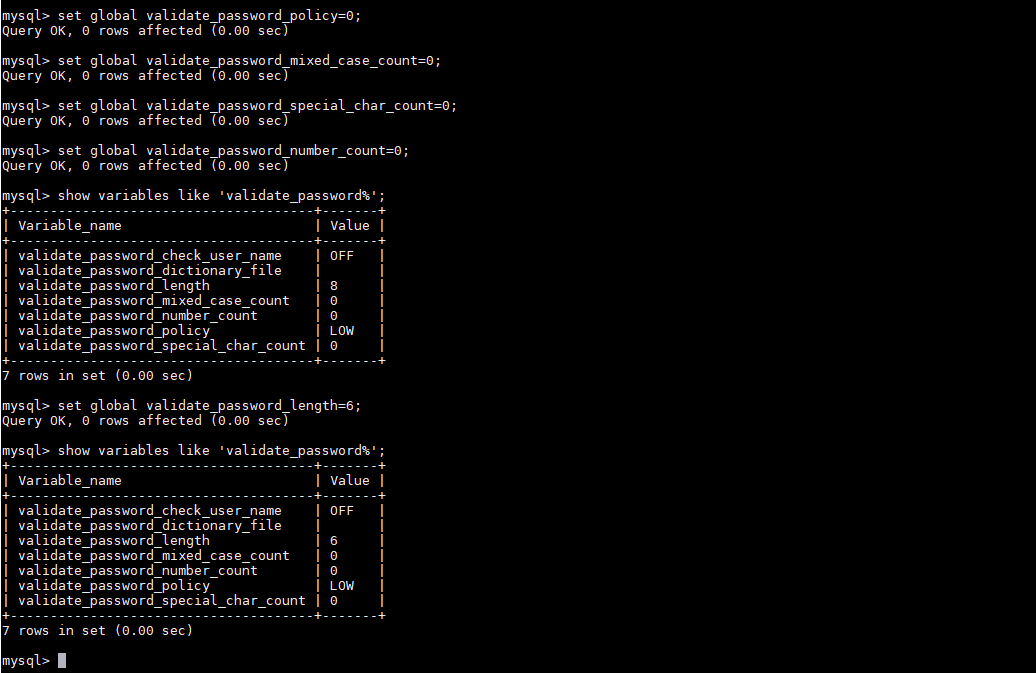 mysql> set global validate_password_policy=0;
Query OK, 0 rows affected (0.00 sec)
mysql> set global validate_password_mixed_case_count=0;
Query OK, 0 rows affected (0.00 sec)
mysql> set global validate_password_special_char_count=0;
Query OK, 0 rows affected (0.00 sec)
mysql> set global validate_password_number_count=0;
Query OK, 0 rows affected (0.00 sec)
mysql> show variables like 'validate_password%';
+--------------------------------------+-------+
| Variable_name                        | Value |
+--------------------------------------+-------+
| validate_password_check_user_name    | OFF   |
| validate_password_dictionary_file    |       |
| validate_password_length             | 8     |
| validate_password_mixed_case_count   | 0     |
| validate_password_number_count       | 0     |
| validate_password_policy             | LOW   |
| validate_password_special_char_count | 0     |
+--------------------------------------+-------+
7 rows in set (0.00 sec)
mysql> set global validate_password_length=6;
Query OK, 0 rows affected (0.00 sec)
mysql> show variables like 'validate_password%';
+--------------------------------------+-------+
| Variable_name                        | Value |
+--------------------------------------+-------+
| validate_password_check_user_name    | OFF   |
| validate_password_dictionary_file    |       |
| validate_password_length             | 6     |
| validate_password_mixed_case_count   | 0     |
| validate_password_number_count       | 0     |
| validate_password_policy             | LOW   |
| validate_password_special_char_count | 0     |
+--------------------------------------+-------+
7 rows in set (0.00 sec)
mysql>